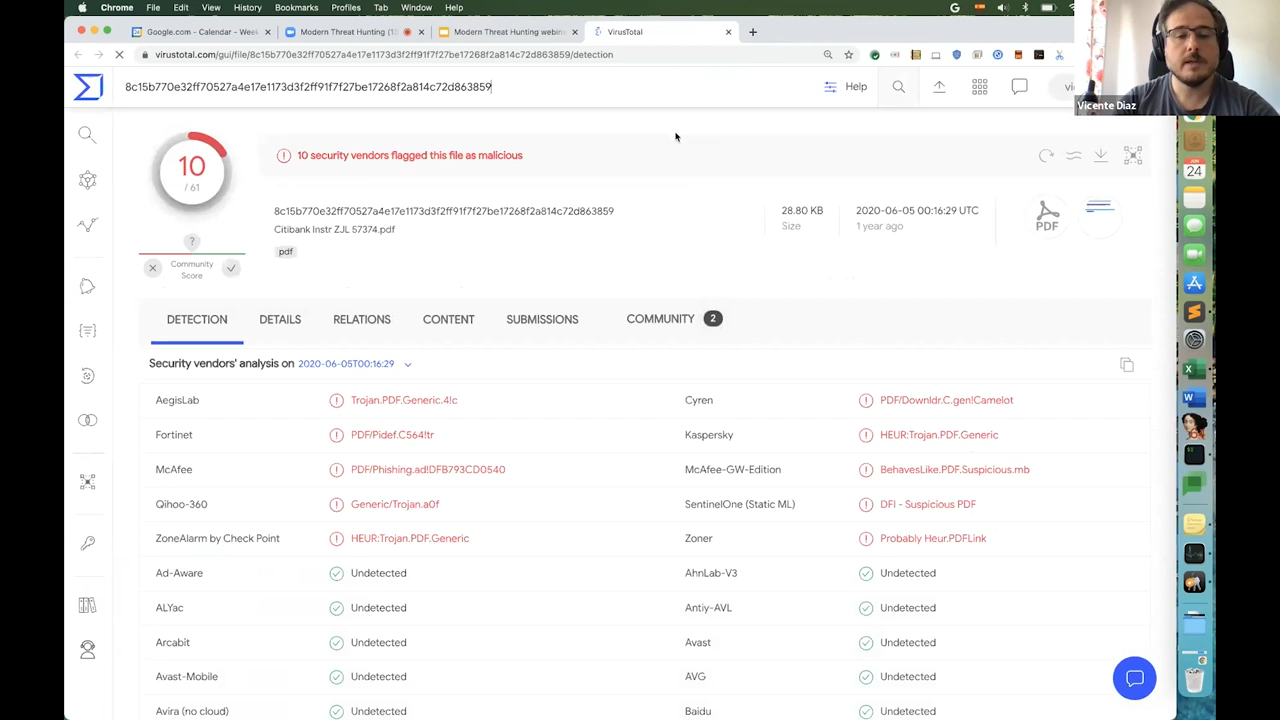 Chrome File Edit View History Bookmarks Profiles Tab Window Help
Google.com - Calendar - Week
Modern Threat Hunting (1
Modern Threat Hunting webin
VirusTotal
virustotal.com/gui/file/8c15b770e32ff70527a4e17e1173d3f2ff91f7f27be17268f2a814c72d863859/detection
8c15b770e32ff70527a4e17e1173d3f2ff91f7f27be17268f2a814c72d863859
Help
Vicente Diaz
10
/ 61
10 security vendors flagged this file as malicious
8c15b770e32ff70527a4e17e1173d3f2ff91f7f27be17268f2a814c72d863859
Citibank Instr ZJL 57374.pdf
pdf
28.80 KB
Size
2020-06-05 00:16:29 UTC
1 year ago
PDF
?
Community
Score
JUN
24
DETECTION DETAILS RELATIONS CONTENT SUBMISSIONS COMMUNITY 2
Security vendors' analysis on 2020-06-05T00:16:29
AegisLab Trojan.PDF.Generic.4!c Cyren PDF/Downldr.C.gen!Camelot
Fortinet PDF/Pidef.C564!tr Kaspersky HEUR:Trojan.PDF.Generic
McAfee PDF/Phishing.ad!DFB793CD0540 McAfee-GW-Edition BehavesLike.PDF.Suspicious.mb
Qihoo-360 Generic/Trojan.a0f SentinelOne (Static ML) DFI - Suspicious PDF
ZoneAlarm by Check Point HEUR:Trojan.PDF.Generic Zoner Probably Heur.PDFLink
Ad-Aware Undetected AhnLab-V3 Undetected
ALYac Undetected Antiy-AVL Undetected
Arcabit Undetected Avast Undetected
Avast-Mobile Undetected AVG Undetected
Avira (no cloud) Undetected Baidu Undetected